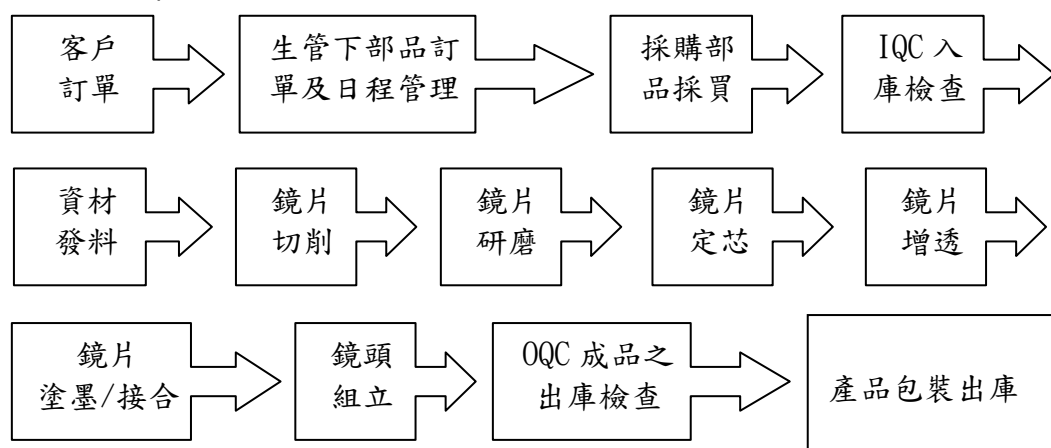 客戶
訂單
生管下部品訂
單及日程管理
採購部
品採買
IQC 入
庫檢查
資材
發料
鏡片
切削
鏡片
研磨
鏡片
定芯
鏡片
增透
鏡片
塗墨/接合
鏡頭
組立
OQC 成品之
出庫檢查
產品包裝出庫